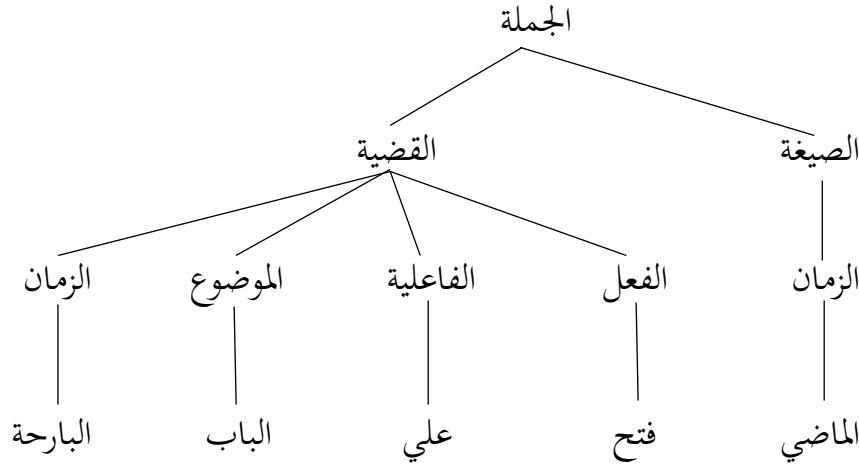 الجملة
الصيغة القضية
الزمان الفعل الفاعلية الموضوع الزمان
الماضي فتح علي الباب البارحة